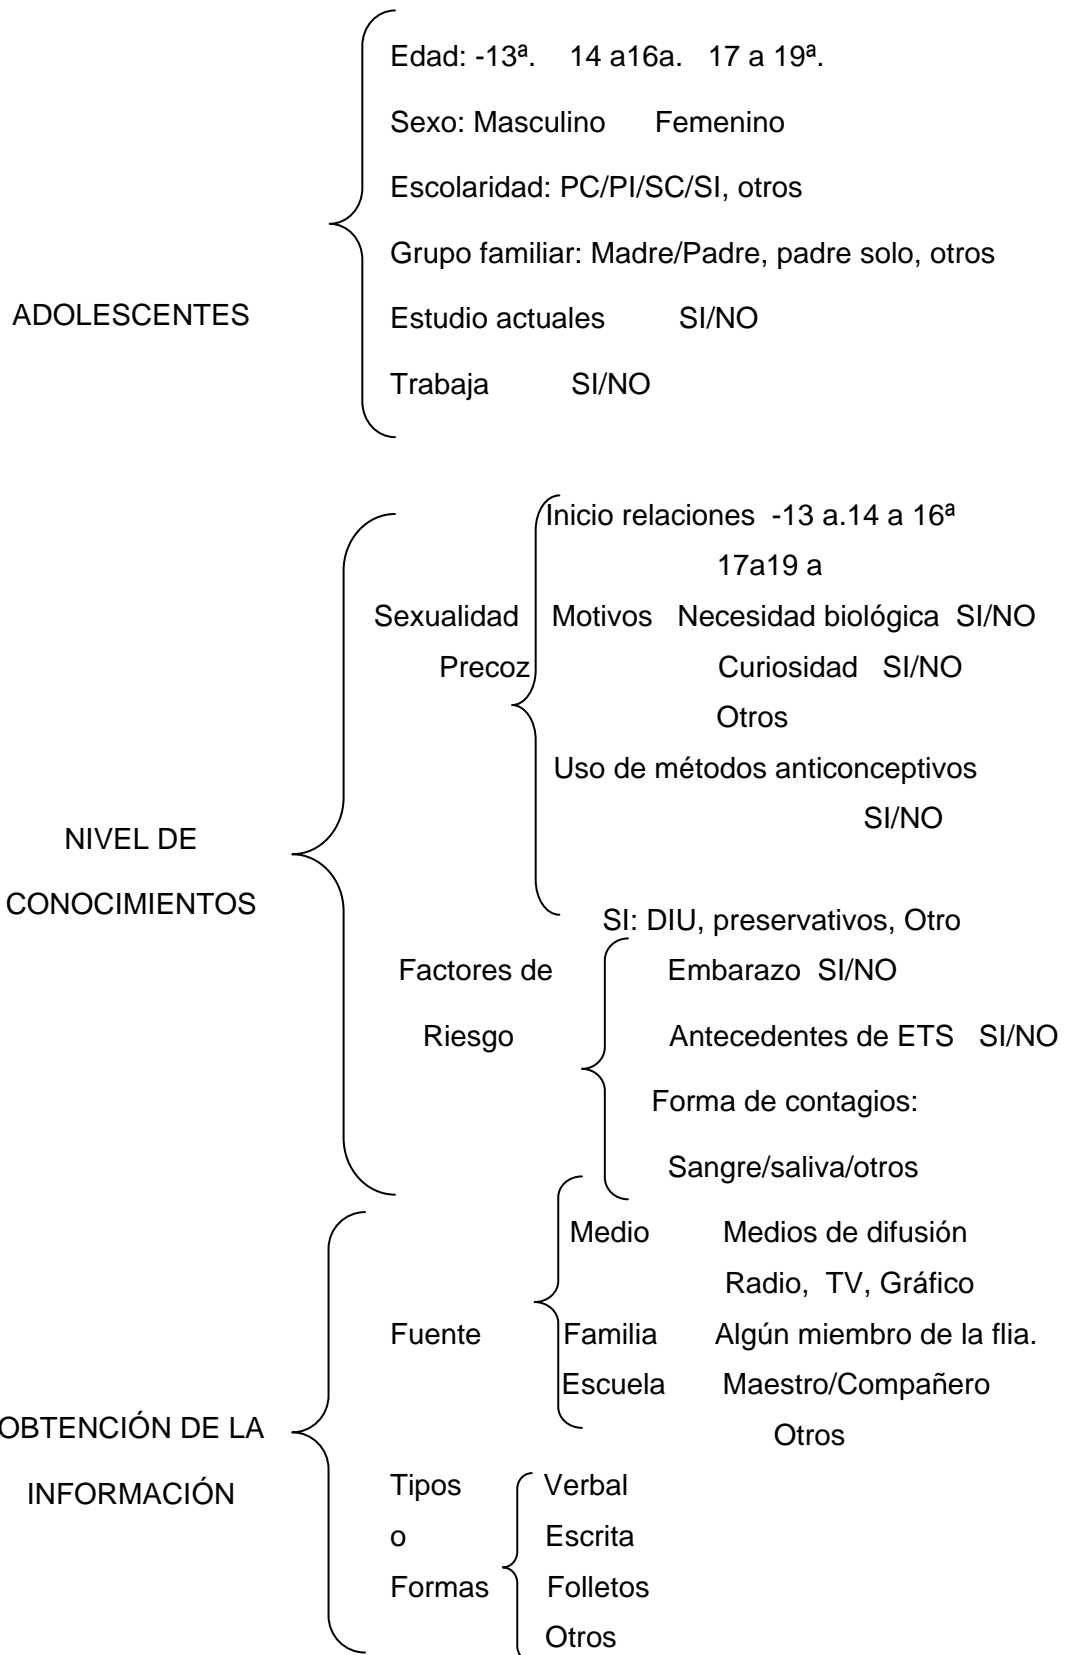 Edad: -13ª. 14 a16a. 17 a 19ª.
Sexo: Masculino Femenino
Escolaridad: PC/PI/SC/SI, otros
Grupo familiar: Madre/Padre, padre solo, otros
ADOLESCENTES
Estudio actuales SI/NO
Trabaja SI/NO
Inicio relaciones -13 a.14 a 16ª
17a19 a
Sexualidad Motivos Necesidad biológica SI/NO
Precoz Curiosidad SI/NO
Otros
Uso de métodos anticonceptivos
SI/NO
NIVEL DE
CONOCIMIENTOS
SI: DIU, preservativos, Otro
Factores de Embarazo SI/NO
Riesgo Antecedentes de ETS SI/NO
Forma de contagios:
Sangre/saliva/otros
Medio Medios de difusión
Radio, TV, Gráfico
Fuente Familia Algún miembro de la flia.
Escuela Maestro/Compañero
OBTENCIÓN DE LA
Otros
INFORMACIÓN
Tipos Verbal
o Escrita
Formas Folletos
Otros